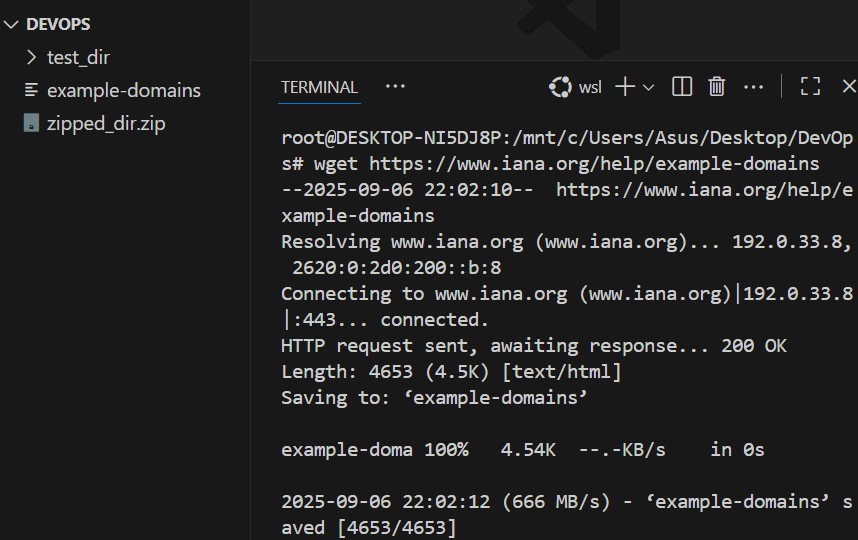 DEVOPS
test_dir
example-domains
zipped_dir.zip
TERMINAL ··· wsl
root@DESKTOP-NI5DJ8P:/mnt/c/Users/Asus/Desktop/DevOp
s# wget https://www.iana.org/help/example-domains
--2025-09-06 22:02:10--  https://www.iana.org/help/e
xample-domains
Resolving www.iana.org (www.iana.org)... 192.0.33.8,
 2620:0:2d0:200::b:8
Connecting to www.iana.org (www.iana.org)|192.0.33.8
|:443... connected.
HTTP request sent, awaiting response... 200 OK
Length: 4653 (4.5K) [text/html]
Saving to: ‘example-domains’
example-doma 100%   4.54K  --.-KB/s    in 0s
2025-09-06 22:02:12 (666 MB/s) - ‘example-domains’ s
aved [4653/4653]